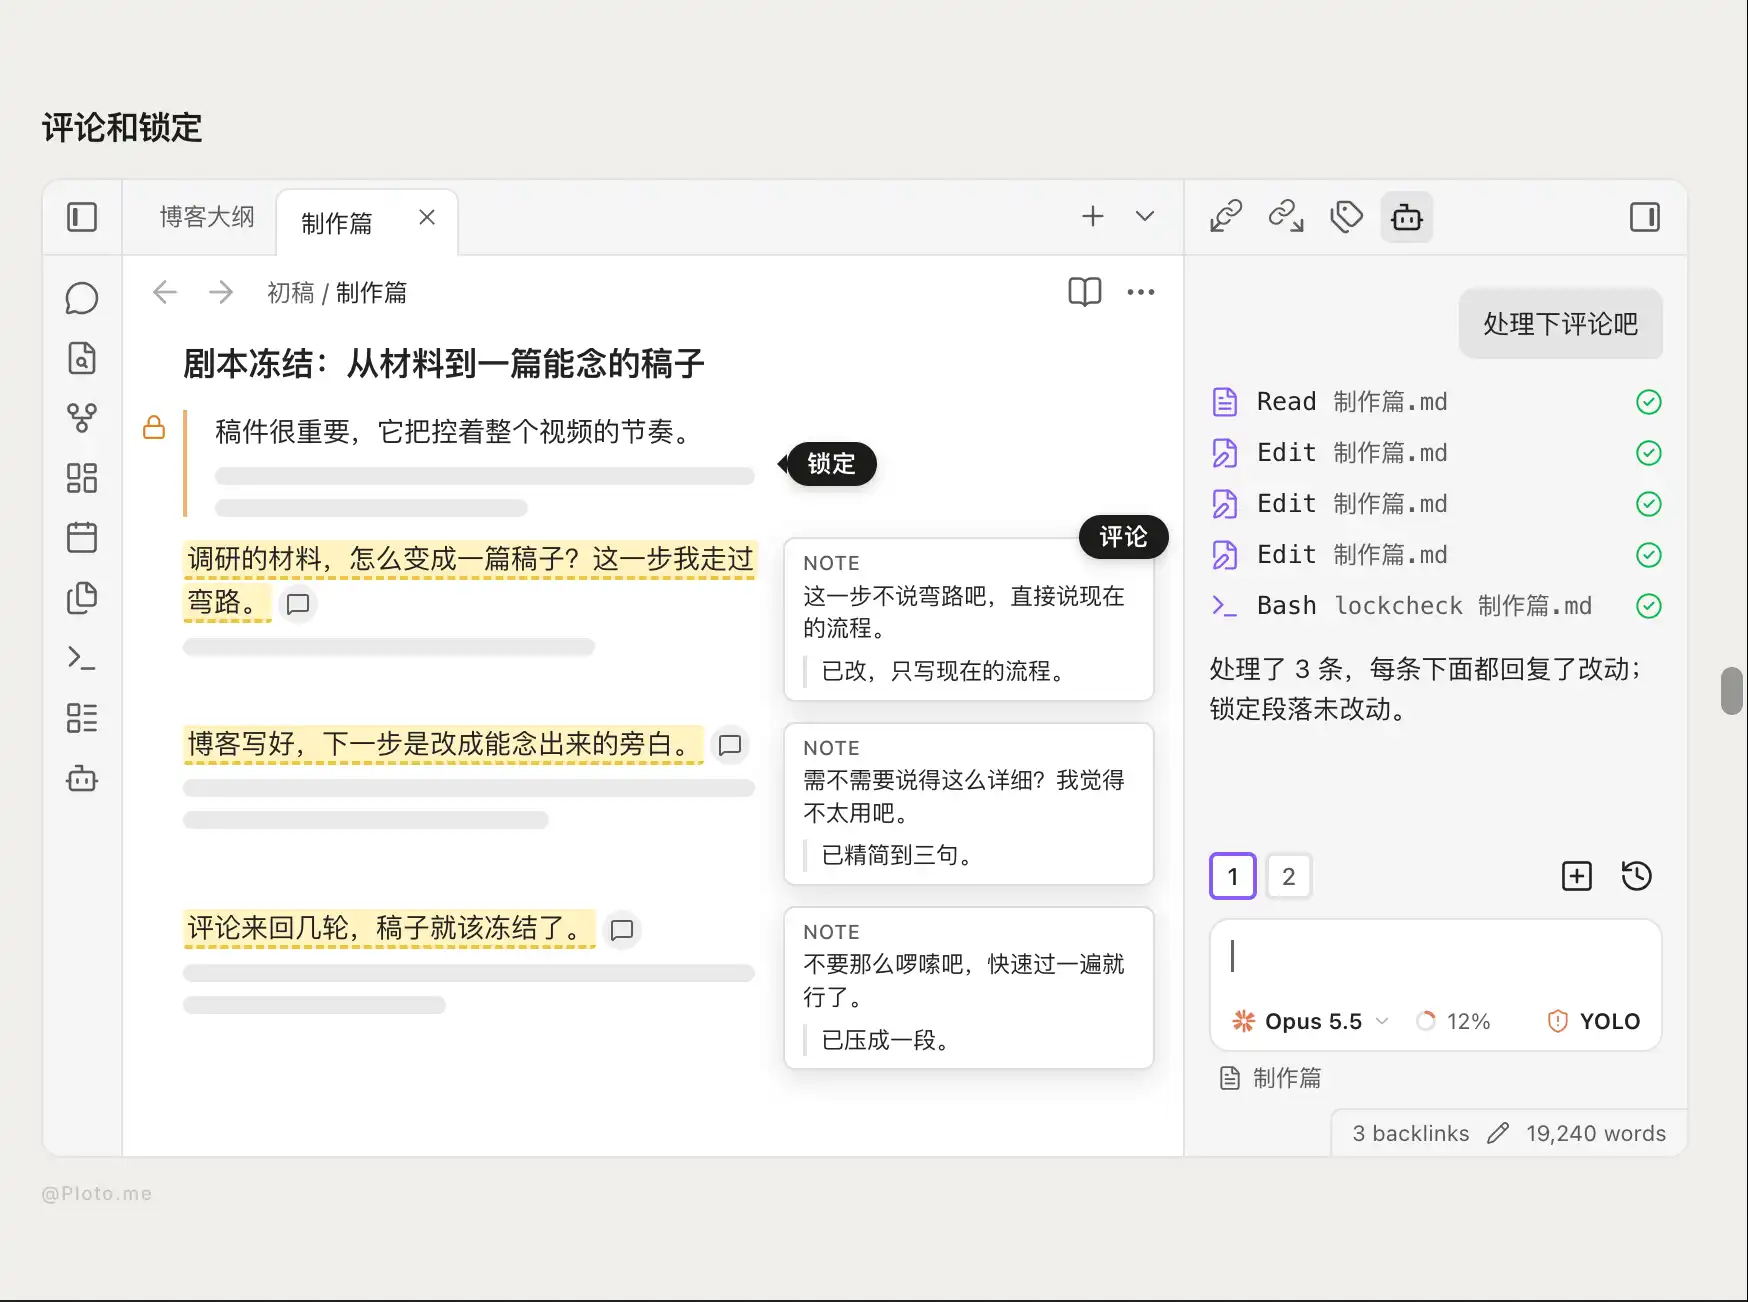 评论和锁定
博客大纲
制作篇
初稿 / 制作篇
剧本冻结：从材料到一篇能念的稿子
稿件很重要，它把控着整个视频的节奏。
锁定
调研的材料，怎么变成一篇稿子？这一步我走过
弯路。
评论
NOTE
这一步不说弯路吧，直接说现在
的流程。
已改，只写现在的流程。
博客写好，下一步是改成能念出来的旁白。
NOTE
需不需要说得这么详细？我觉得
不太用吧。
已精简到三句。
评论来回几轮，稿子就该冻结了。
NOTE
不要那么啰嗦吧，快速过一遍就
行了。
已压成一段。
处理下评论吧
Read 制作篇.md
Edit 制作篇.md
Edit 制作篇.md
Edit 制作篇.md
Bash lockcheck 制作篇.md
处理了 3 条，每条下面都回复了改动；
锁定段落未改动。
1 2
Opus 5.5 12% YOLO
制作篇
3 backlinks 19,240 words
@Ploto.me